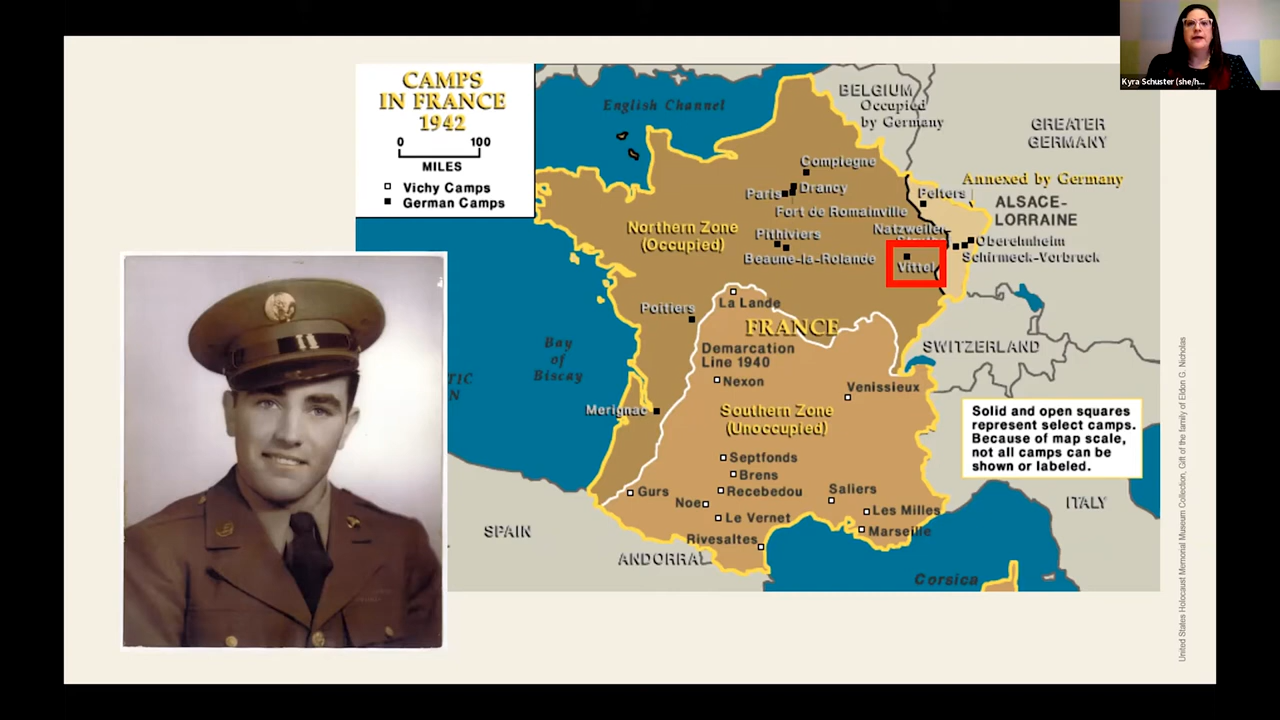 Kyra Schuster (she/h...
CAMPS
IN FRANCE
1942
0 100
MILES
Vichy Camps
German Camps
English Channel
BELGIUM
Occupied
by Germany
GREATER
GERMANY
Annexed by Germany
ALSACE-
LORRAINE
Compiegne
Paris
Drancy
Fort de Romainville
Pelters
Northern Zone
(Occupied)
Pithiviers
Beaune-la-Rolande
Natzweiler-
Oberehnheim
Schirmeck-Vorbruck
Vittel
Poitiers
La Lande
FRANCE
Demarcation
Line 1940
SWITZERLAND
Bay
of
Biscay
TIC
N
Nexon
Venissieux
Merignac
Southern Zone
(Unoccupied)
Solid and open squares
represent select camps.
Because of map scale,
not all camps can be
shown or labeled.
Septfonds
Brens
Gurs
Recebedou
Saliers
Noe
Les Milles
Le Vernet
Marseille
Rivesaltes
SPAIN
ANDORRA
ITALY
Corsica
United States Holocaust Memorial Museum Collection, Gift of the family of Eldon G. Nicholas